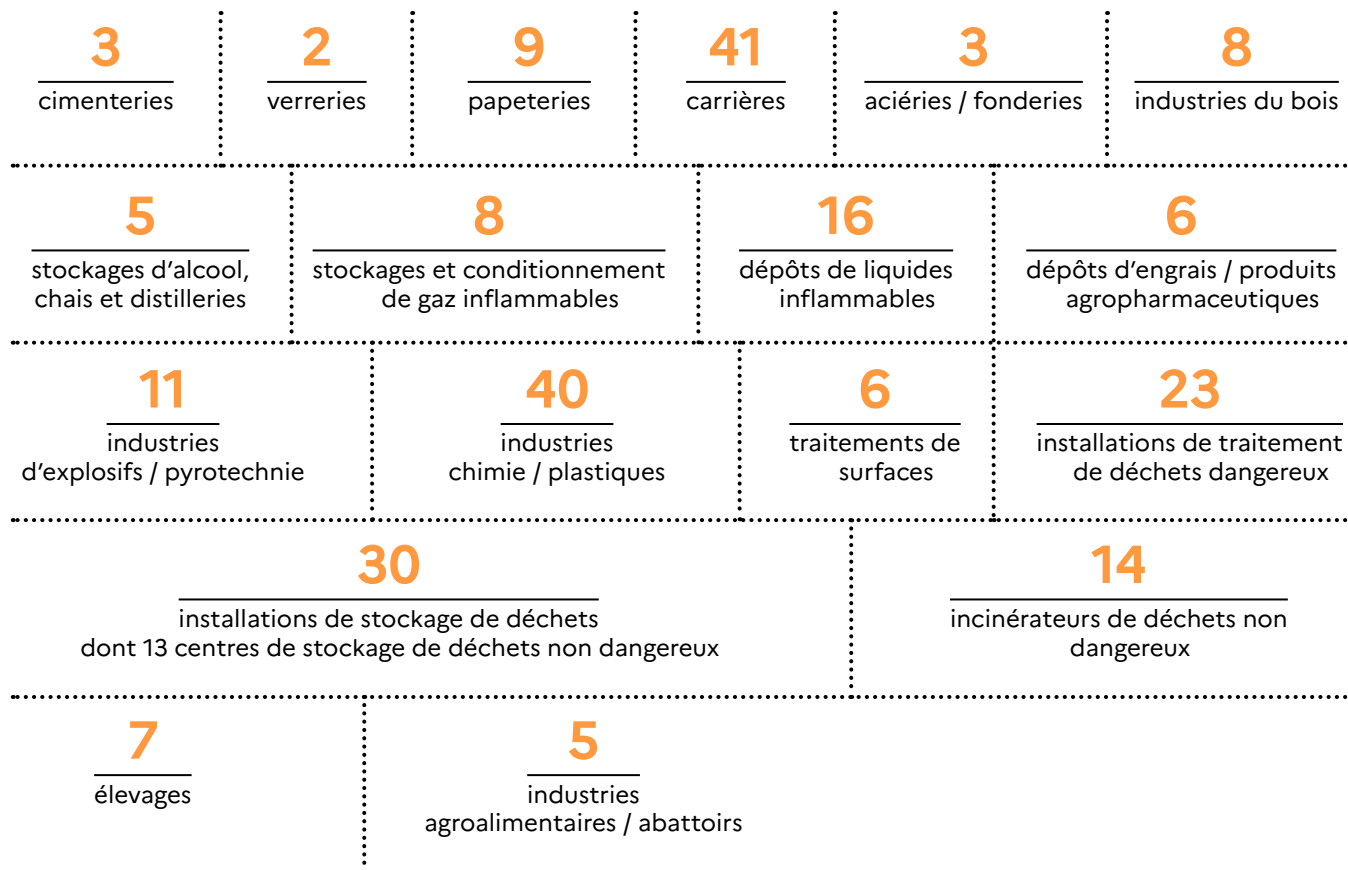 3
cimenteries
2
verreries
9
papeteries
41
carrières
3
aciéries / fonderies
8
industries du bois
5
stockages d’alcool,
chais et distilleries
8
stockages et conditionnement
de gaz inflammables
16
dépôts de liquides
inflammables
6
dépôts d’engrais / produits
agropharmaceutiques
11
industries
d’explosifs / pyrotechnie
40
industries
chimie / plastiques
6
traitements de
surfaces
23
installations de traitement
de déchets dangereux
30
installations de stockage de déchets
dont 13 centres de stockage de déchets non dangereux
14
incinérateurs de déchets non
dangereux
7
élevages
5
industries
agroalimentaires / abattoirs